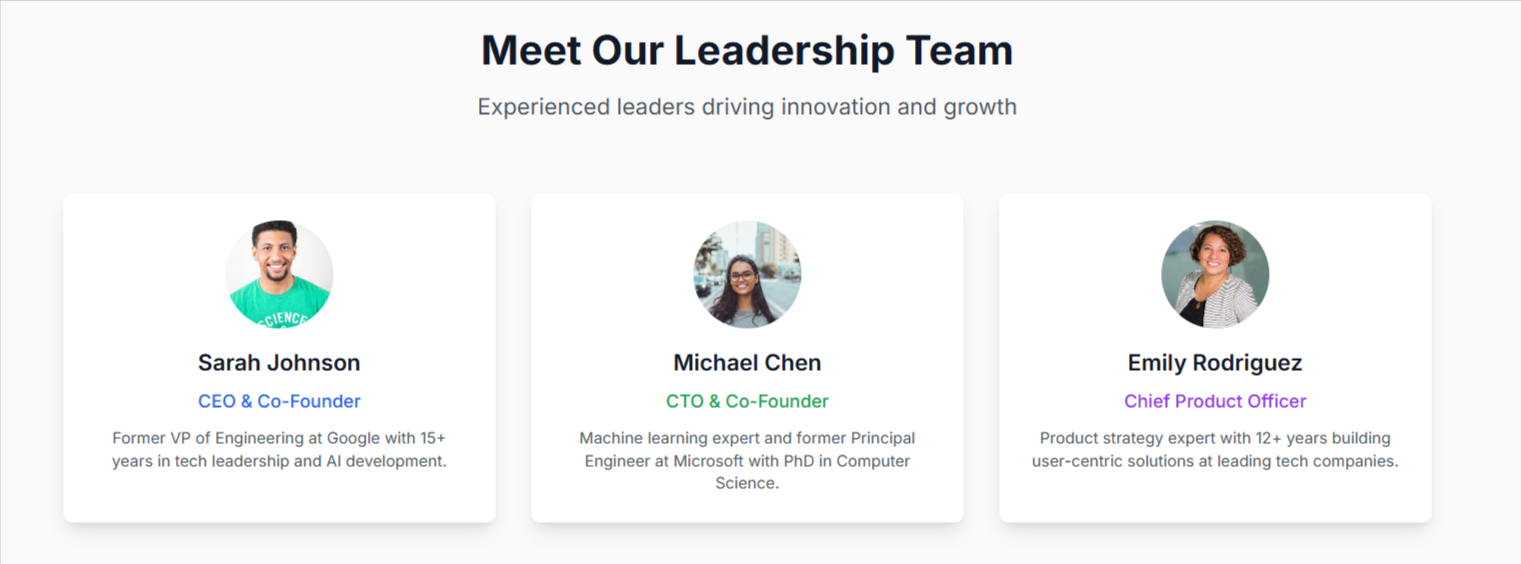 Meet Our Leadership Team
Experienced leaders driving innovation and growth
SCIENCE
Sarah Johnson
CEO & Co-Founder
Former VP of Engineering at Google with 15+
years in tech leadership and AI development.
Michael Chen
CTO & Co-Founder
Machine learning expert and former Principal
Engineer at Microsoft with PhD in Computer
Science.
Emily Rodriguez
Chief Product Officer
Product strategy expert with 12+ years building
user-centric solutions at leading tech companies.